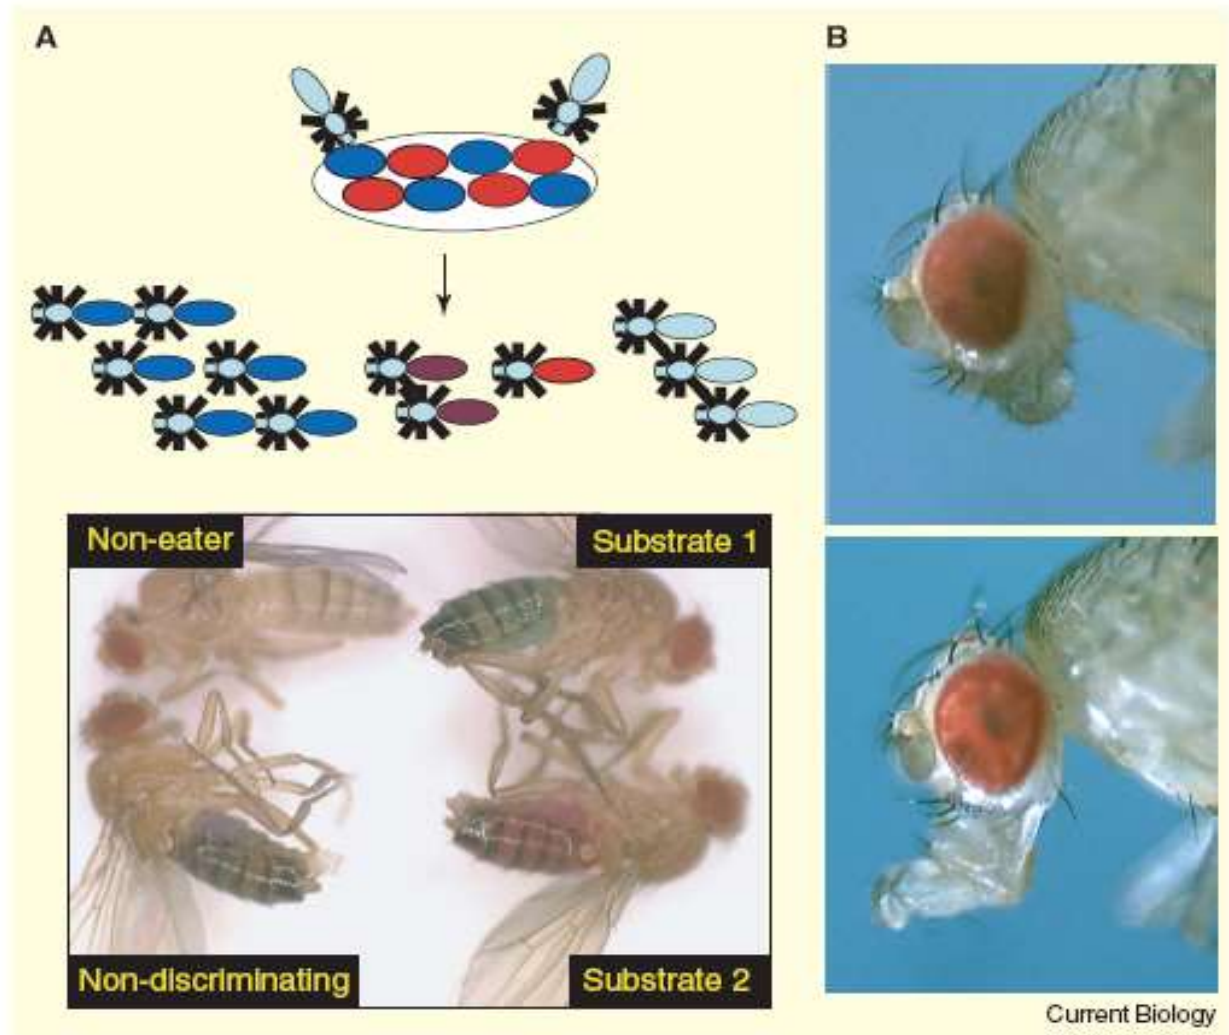 A
B
Non-eater
Substrate 1
Non-discriminating
Substrate 2
Current Biology